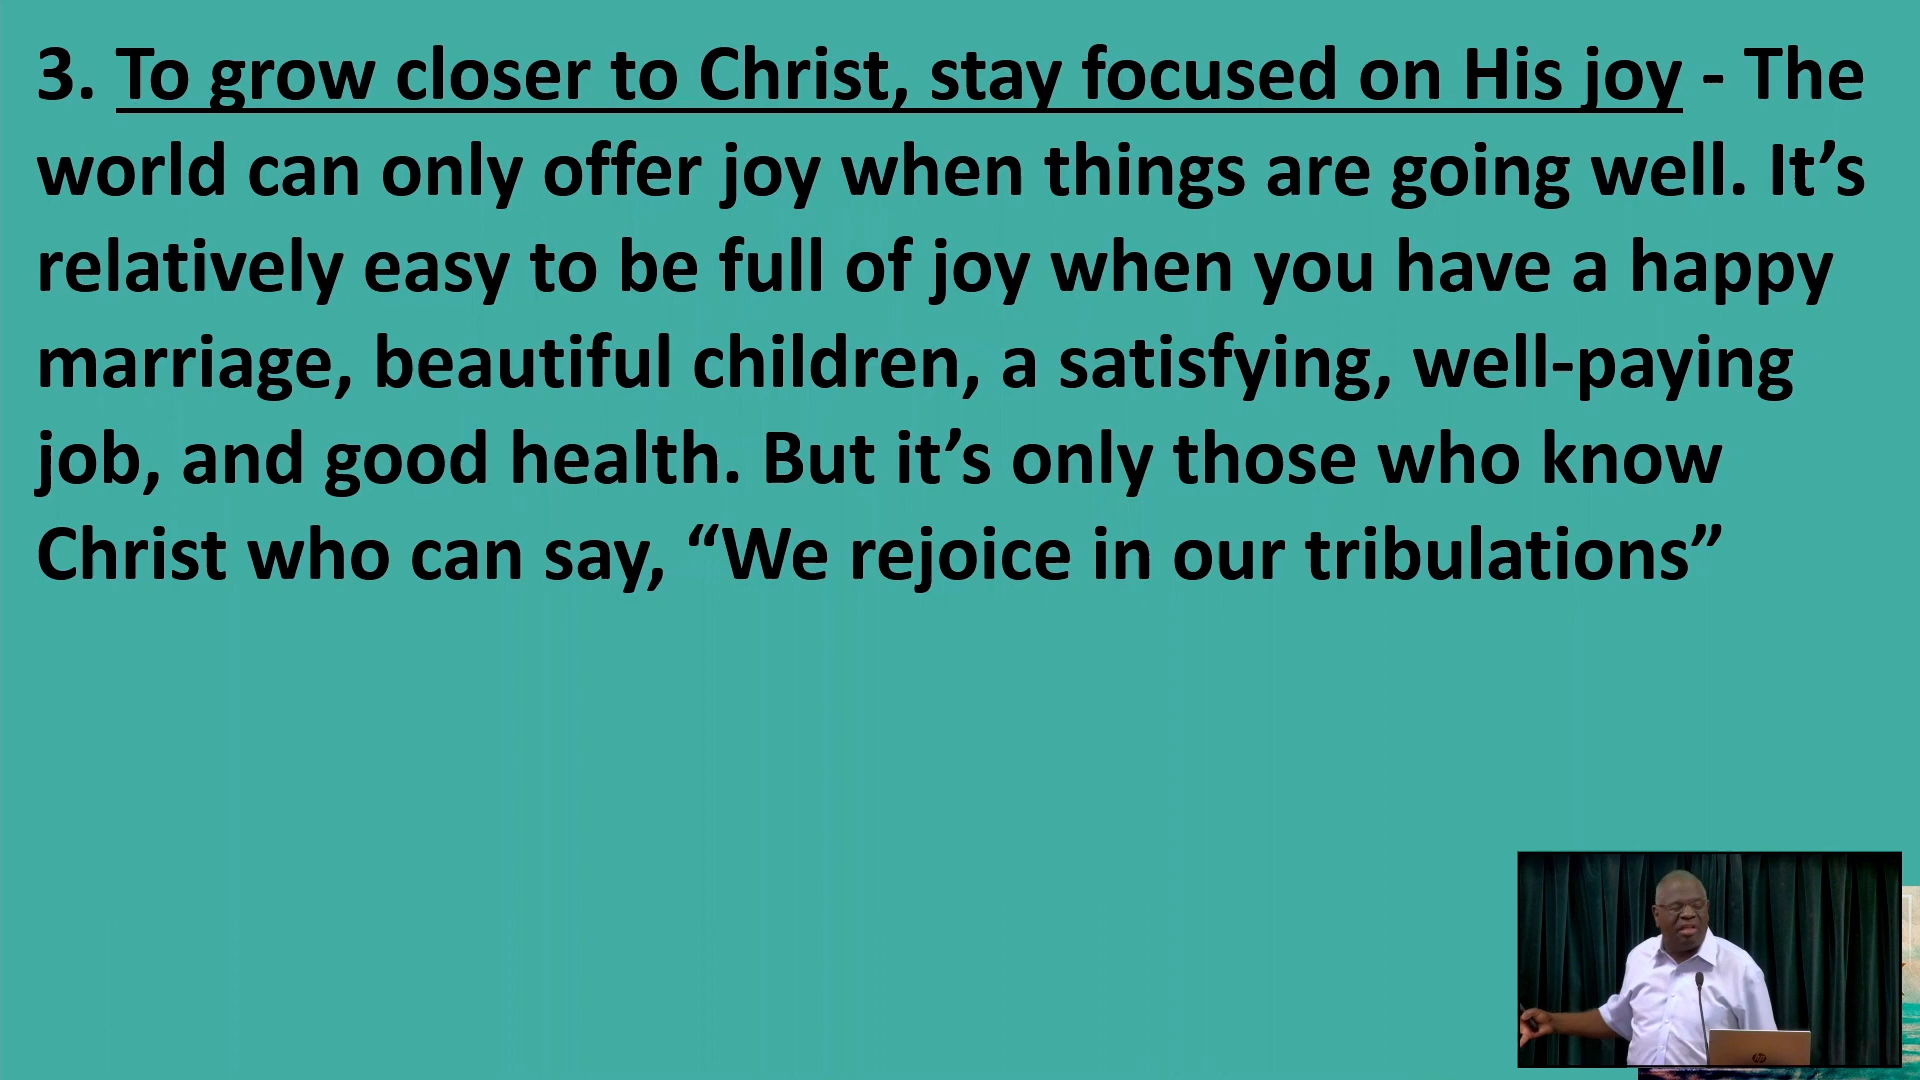 3. To grow closer to Christ, stay focused on His joy - The
world can only offer joy when things are going well. It’s
relatively easy to be full of joy when you have a happy
marriage, beautiful children, a satisfying, well-paying
job, and good health. But it’s only those who know
Christ who can say, “We rejoice in our tribulations”
hp